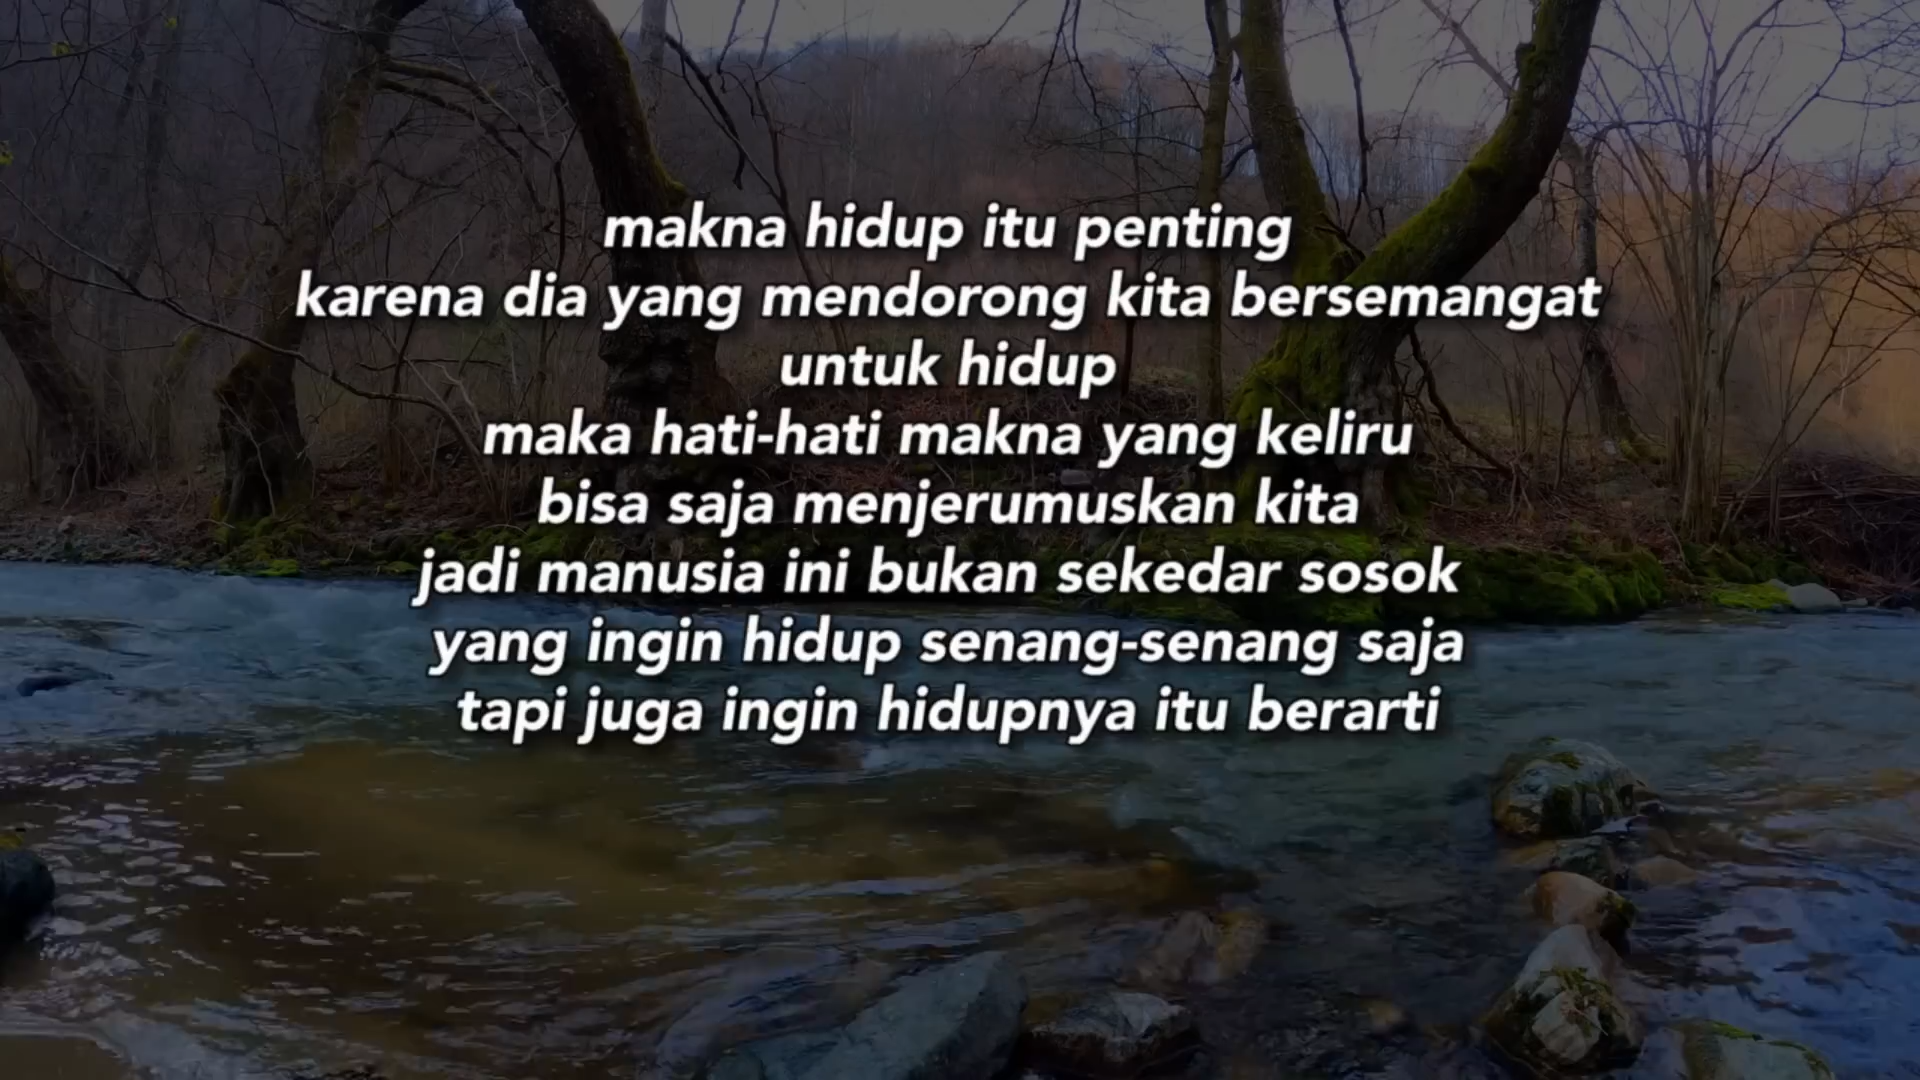 makna hidup itu penting
karena dia yang mendorong kita bersemangat
untuk hidup
maka hati-hati makna yang keliru
bisa saja menjerumuskan kita
jadi manusia ini bukan sekedar sosok
yang ingin hidup senang-senang saja
tapi juga ingin hidupnya itu berarti